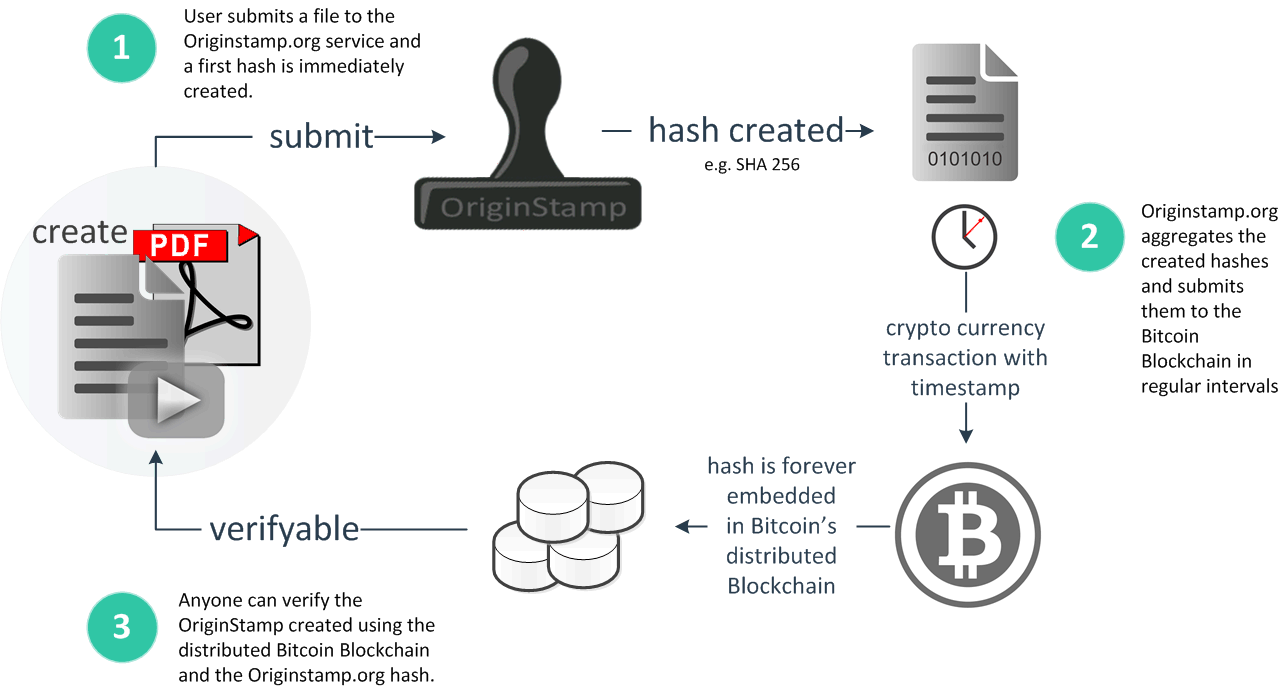 1
User submits a file to the
Originstamp.org service and
a first hash is immediately
created.
submit
OriginStamp
hash created
e.g. SHA 256
0101010
create
PDF
2
Originstamp.org
aggregates the
created hashes
and submits
them to the
Bitcoin
Blockchain in
regular intervals
crypto currency
transaction with
timestamp
hash is forever
embedded
in Bitcoin's
distributed
Blockchain
verifyable
3
Anyone can verify the
OriginStamp created using the
distributed Bitcoin Blockchain
and the Originstamp.org hash.